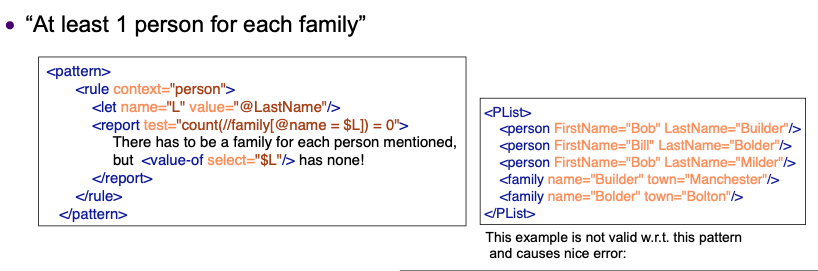 • “At least 1 person for each family”
<pattern>
<rule context="person">
<let name="L" value="@LastName"/>
<report test="count(//family[@name = $L]) = 0">
There has to be a family for each person mentioned,
but <value-of select="$L"/> has none!
</report>
</rule>
</pattern>
<PList>
<person FirstName="Bob" LastName="Builder"/>
<person FirstName="Bill" LastName="Bolder"/>
<person FirstName="Bob" LastName="Milder"/>
<family name="Builder" town="Manchester"/>
<family name="Bolder" town="Bolton"/>
</PList>
This example is not valid w.r.t. this pattern
and causes nice error: